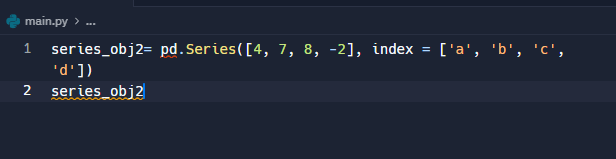 main.py > ...
1 series_obj2= pd.Series([4, 7, 8, -2], index = ['a', 'b', 'c',
'd'])
2 series_obj2